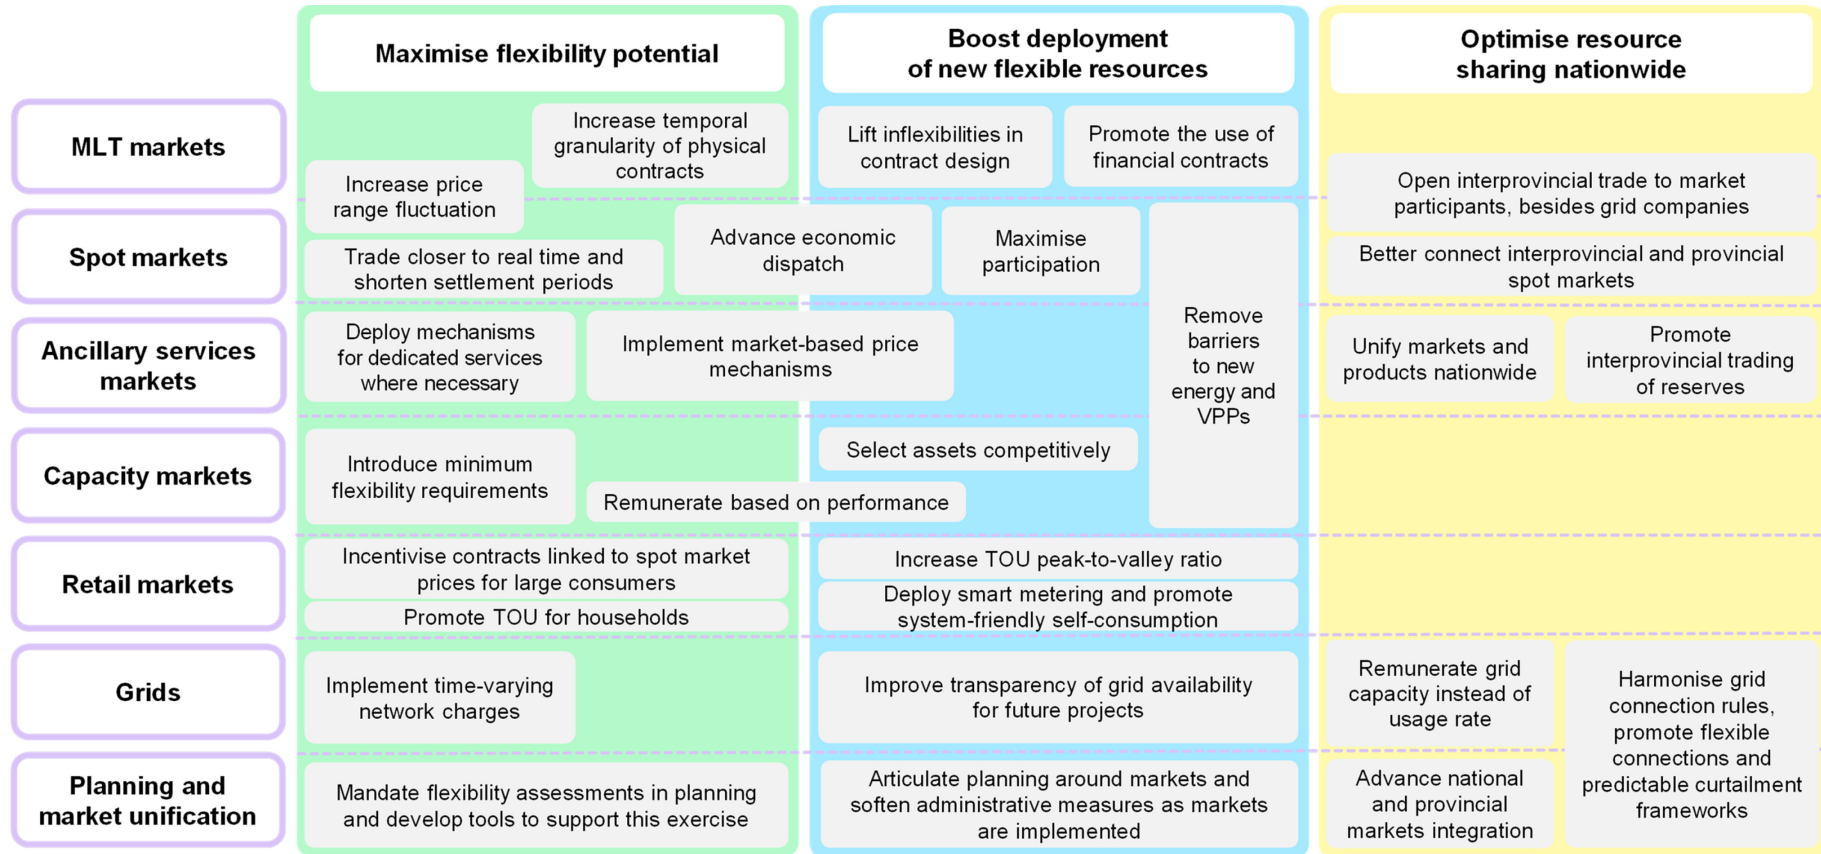 Maximise flexibility potential
Boost deployment
of new flexible resources
Optimise resource
sharing nationwide
MLT markets
Increase temporal
granularity of physical
contracts
Increase price
range fluctuation
Lift inflexibilities in
contract design
Promote the use of
financial contracts
Open interprovincial trade to market
participants, besides grid companies
Spot markets
Trade closer to real time and
shorten settlement periods
Advance economic
dispatch
Maximise
participation
Remove
barriers
to new
energy and
VPPs
Better connect interprovincial and provincial
spot markets
Ancillary services
markets
Deploy mechanisms
for dedicated services
where necessary
Implement market-based price
mechanisms
Unify markets and
products nationwide
Promote
interprovincial trading
of reserves
Capacity markets
Introduce minimum
flexibility requirements
Remunerate based on performance
Select assets competitively
Retail markets
Incentivise contracts linked to spot market
prices for large consumers
Promote TOU for households
Increase TOU peak-to-valley ratio
Deploy smart metering and promote
system-friendly self-consumption
Grids
Implement time-varying
network charges
Improve transparency of grid availability
for future projects
Remunerate grid
capacity instead of
usage rate
Harmonise grid
connection rules,
promote flexible
connections and
predictable curtailment
frameworks
Planning and
market unification
Mandate flexibility assessments in planning
and develop tools to support this exercise
Articulate planning around markets and
soften administrative measures as markets
are implemented
Advance national
and provincial
markets integration